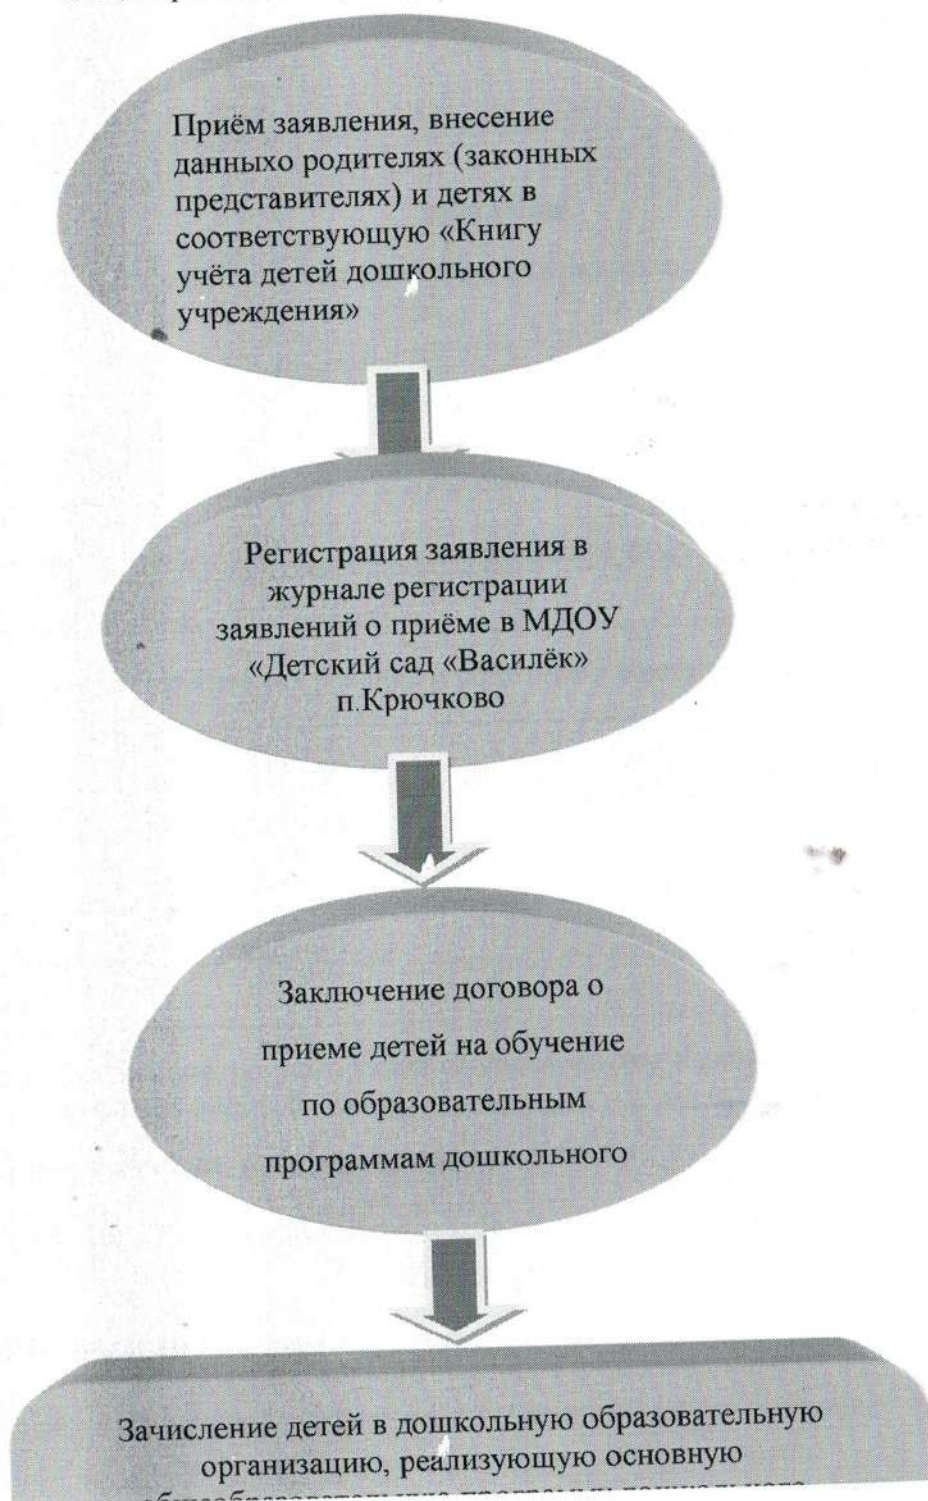 Приём заявления, внесение
данныхо родителях (законных
представителях) и детях в
соответствующую «Книгу
учёта детей дошкольного
учреждения»
Регистрация заявления в
журнале регистрации
заявлений о приёме в МДОУ
«Детский сад «Василёк»
п.Крючково
Заключение договора о
приеме детей на обучение
по образовательным
программам дошкольного
Зачисление детей в дошкольную образовательную
организацию, реализующую основную